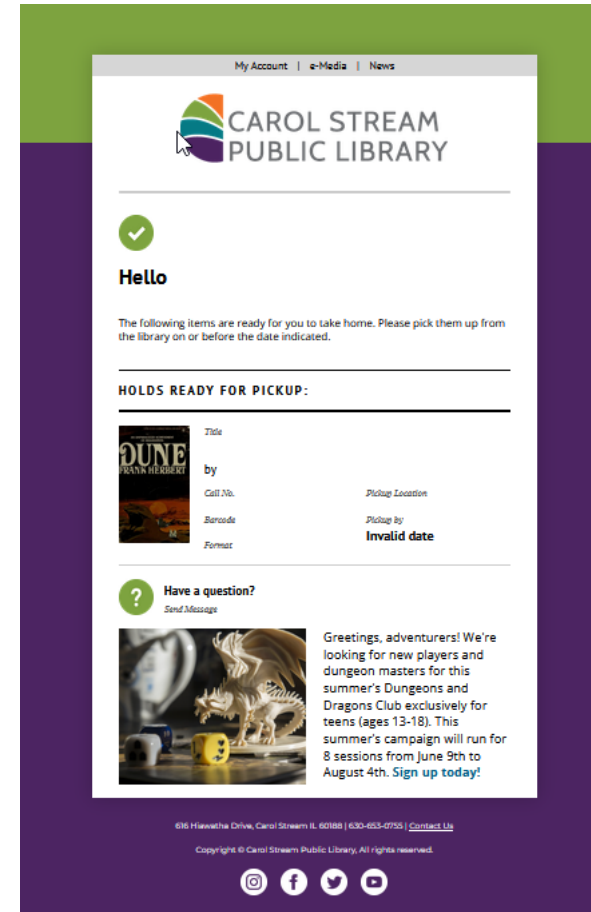 My Account | e-Media | News
CAROL STREAM
PUBLIC LIBRARY
Hello
The following items are ready for you to take home. Please pick them up from
the library on or before the date indicated.
HOLDS READY FOR PICKUP:
DUNE
FRANK HERBERT
Title
by
Call No.
Pickup Location
Barcode
Pickup by
Invalid date
Format
Have a question?
Send Message
Greetings, adventurers! We're
looking for new players and
dungeon masters for this
summer's Dungeons and
Dragons Club exclusively for
teens (ages 13-18). This
summer's campaign will run for
8 sessions from June 9th to
August 4th. Sign up today!
616 Hiawatha Drive, Carol Stream IL 60188 | 630-653-0755 | Contact Us
Copyright © Carol Stream Public Library, All rights reserved.